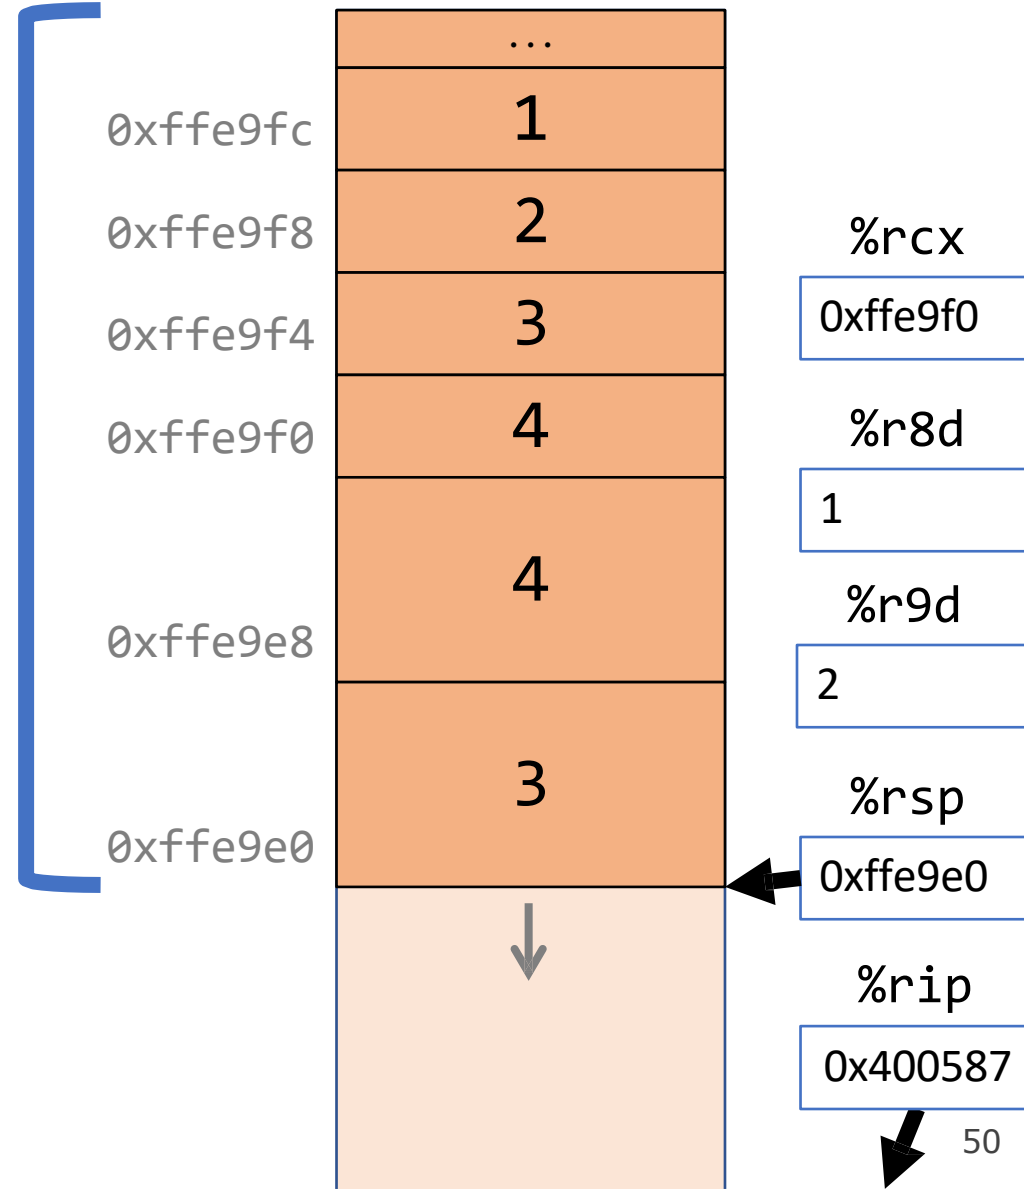 ...
0xffe9fc
1
0xffe9f8
2
0xffe9f4
3
0xffe9f0
4
0xffe9e8
4
0xffe9e0
3
%rcx
0xffe9f0
%r8d
1
%r9d
2
%rsp
0xffe9e0
%rip
0x400587
50